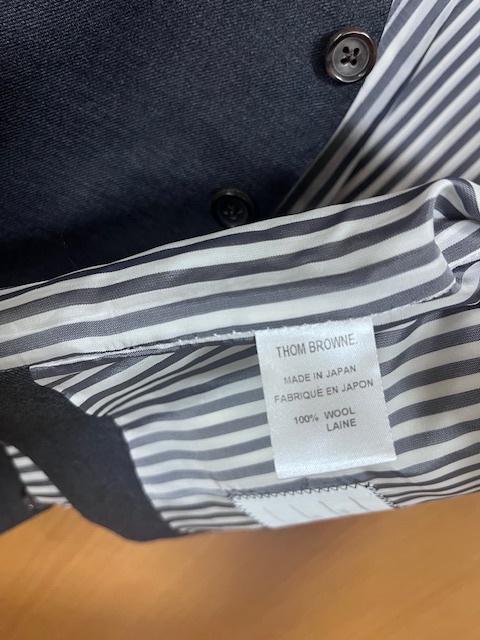 THOM BROWNE.
MADE IN JAPAN
FABRIQUÉ EN JAPON
100% WOOL
LAINE